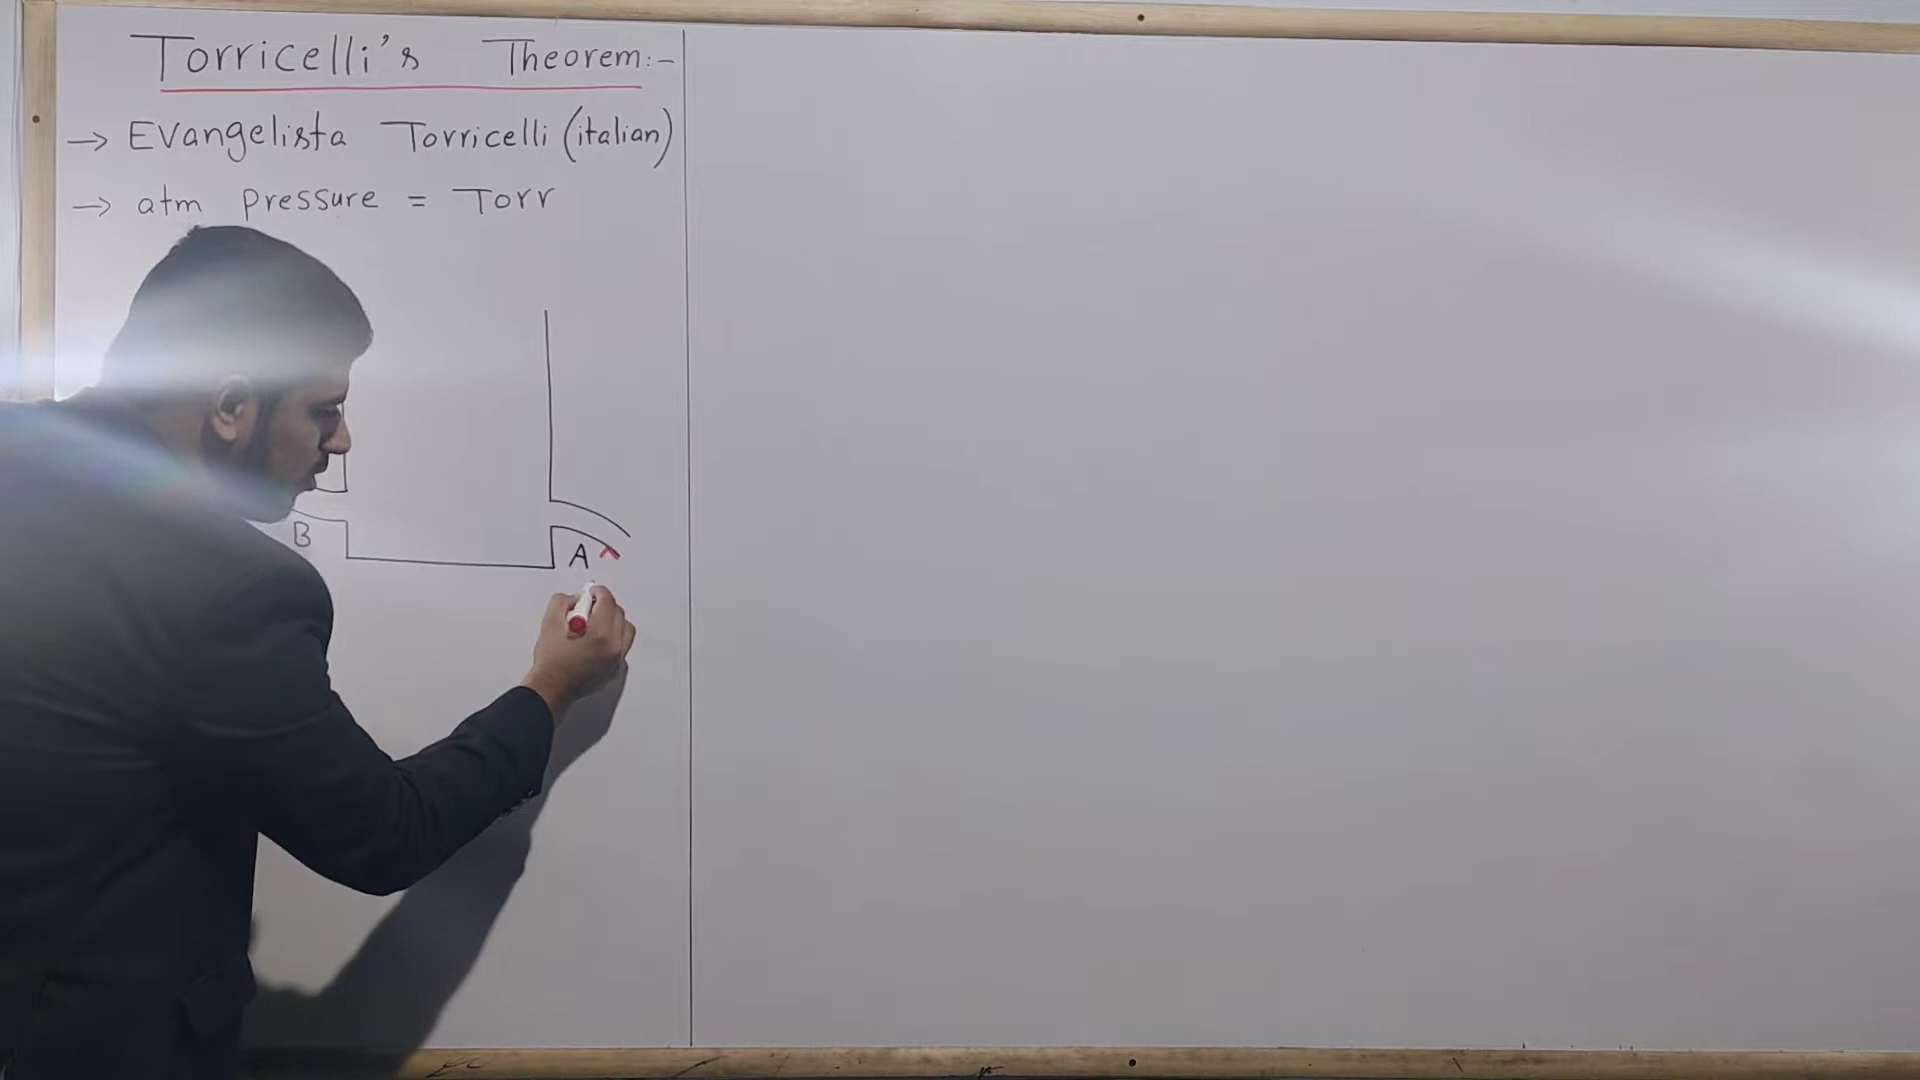 Torricelli's Theorem:-
→ Evangelista Torricelli (italian)
→ atm pressure = Torr
B
A